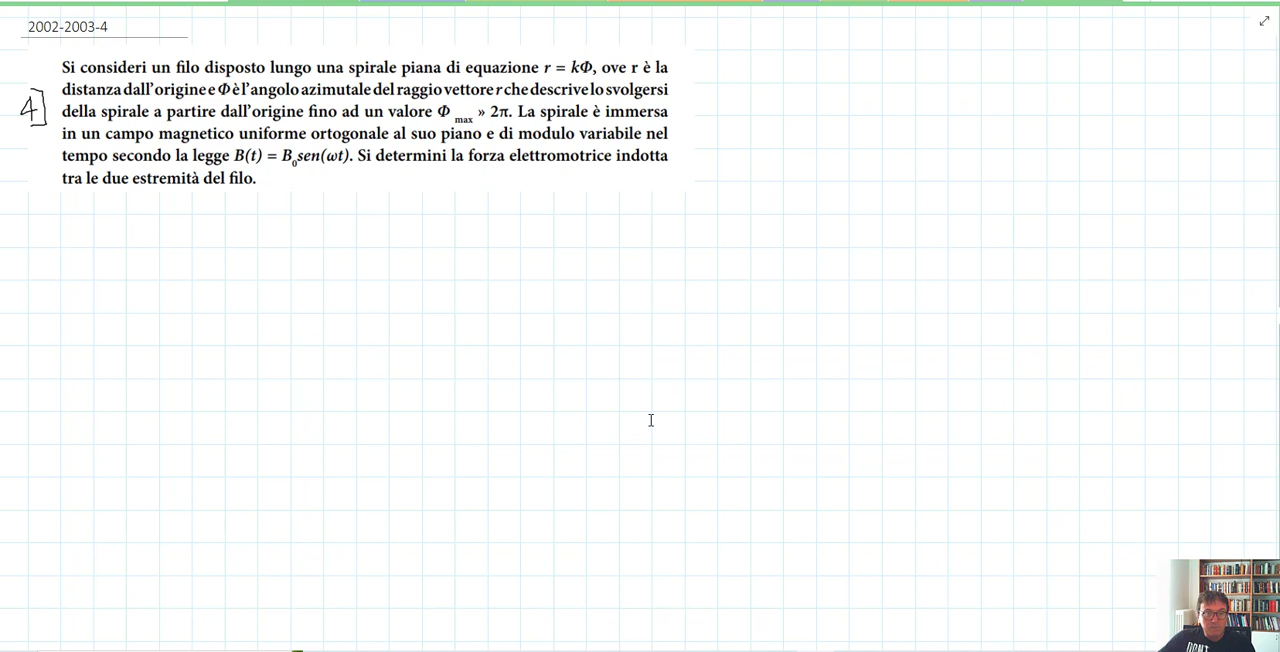 2002-2003-4
Si consideri un filo disposto lungo una spirale piana di equazione r = kΦ, ove r è la
distanza dall'origine e Φ è l'angolo azimutale del raggio vettore r che descrive lo svolgersi
4]
della spirale a partire dall'origine fino ad un valore Φ max » 2π. La spirale è immersa
in un campo magnetico uniforme ortogonale al suo piano e di modulo variabile nel
tempo secondo la legge B(t) = B0sen(ωt). Si determini la forza elettromotrice indotta
tra le due estremità del filo.
DON'T